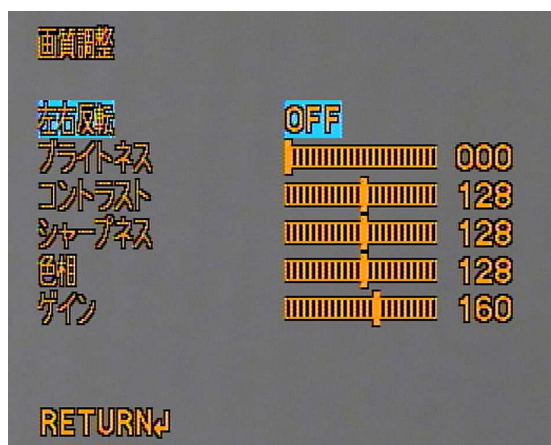 画質調整
左右反転 OFF
ブライトネス 000
コントラスト 128
シャープネス 128
色相 128
ゲイン 160
RETURN↲